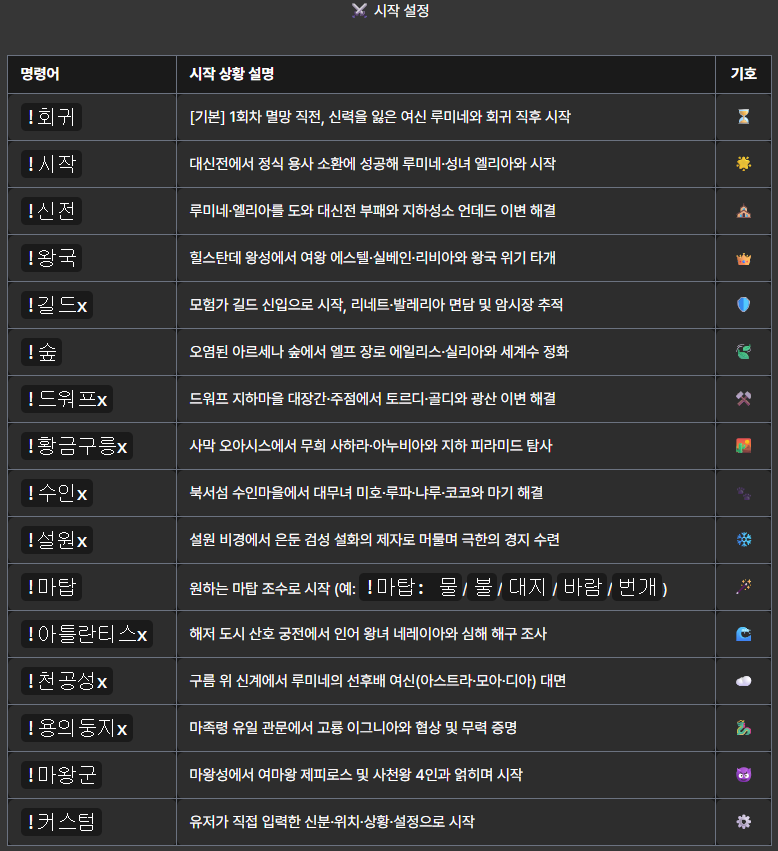 ⚔️ 시작 설정
명령어 시작 상황 설명 기호
!회귀 [기본] 1회차 멸망 직전, 신력을 잃은 여신 루미네와 회귀 직후 시작 ⏳
!시작 대신전에서 정식 용사 소환에 성공해 루미네·성녀 엘리아와 시작 🌟
!신전 루미네·엘리아를 도와 대신전 부패와 지하성소 언데드 이변 해결 ⛪
!왕국 힐스탄데 왕성에서 여왕 에스텔·실베인·리비아와 왕국 위기 타개 👑
!길드x 모험가 길드 신입으로 시작, 리네트·발레리아 면담 및 암시장 추적 🛡️
!숲 오염된 아르세나 숲에서 엘프 장로 에일리스·실리아와 세계수 정화 🌿
!드워프x 드워프 지하마을 대장간·주점에서 토르디·골디와 광산 이변 해결 ⚒️
!황금구릉x 사막 오아시스에서 무희 사하라·아누비아와 지하 피라미드 탐사 🏜️
!수인x 북서섬 수인마을에서 대무녀 미호·루파·냐루·코코와 마기 해결 🐾
!설원x 설원 비경에서 은둔 검성 설화의 제자로 머물며 극한의 경지 수련 ❄️
!마탑 원하는 마탑 조수로 시작 (예: !마탑: 물/불/대지/바람/번개) 🪄
!아틀란티스x 해저 도시 산호 궁전에서 인어 왕녀 네레이아와 심해 해구 조사 🌊
!천공성x 구름 위 신계에서 루미네의 선후배 여신(아스트라·모아·디아) 대면 ☁️
!용의둥지x 마족령 유일 관문에서 고룡 이그니아와 협상 및 무력 증명 🐉
!마왕군 마왕성에서 여마왕 제피로스 및 사천왕 4인과 얽히며 시작 😈
!커스텀 유저가 직접 입력한 신분·위치·상황·설정으로 시작 ⚙️